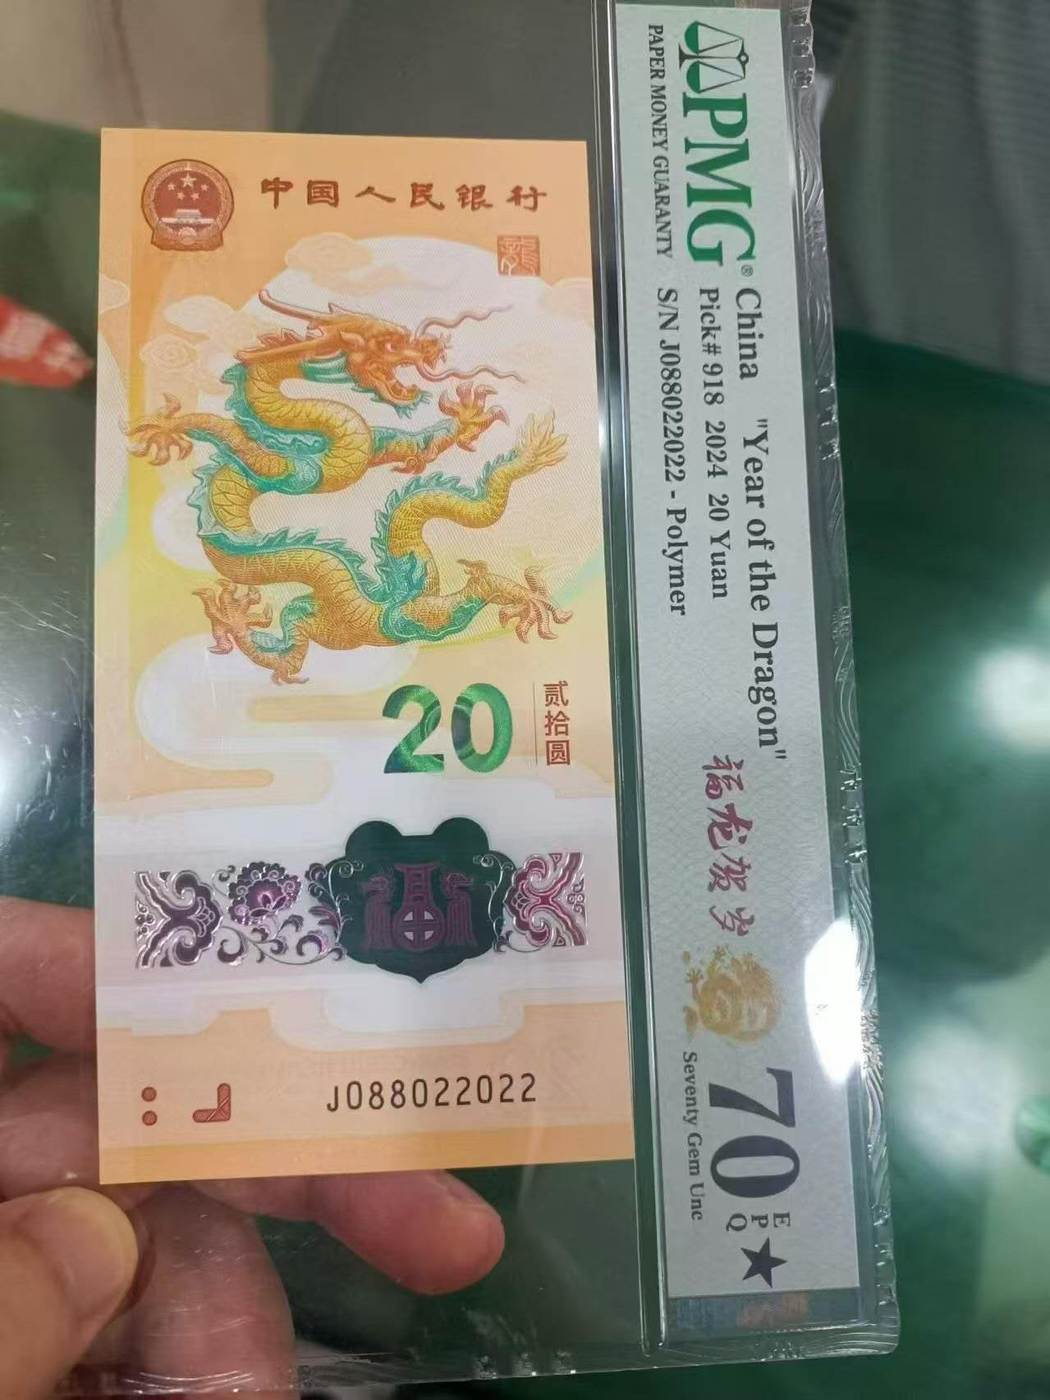 中国人民银行
龍
20
贰拾圆
J088022022
PMG®
PAPER MONEY GUARANTY
China "Year of the Dragon"
Pick# 918 2024 20 Yuan
S/N J088022022 - Polymer
福龙贺岁
70 EPQ ★
Seventy Gem Unc